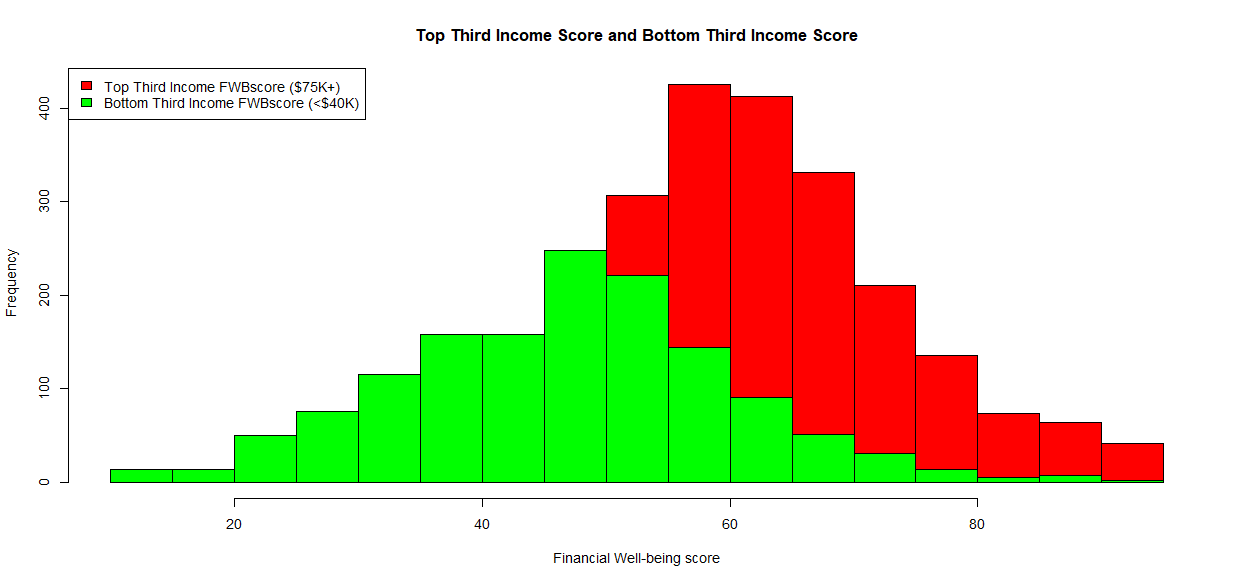 Top Third Income Score and Bottom Third Income Score
Top Third Income FWBscore ($75K+)
Bottom Third Income FWBscore (<$40K)
Frequency
400
300
200
100
0
20 40 60 80
Financial Well-being score